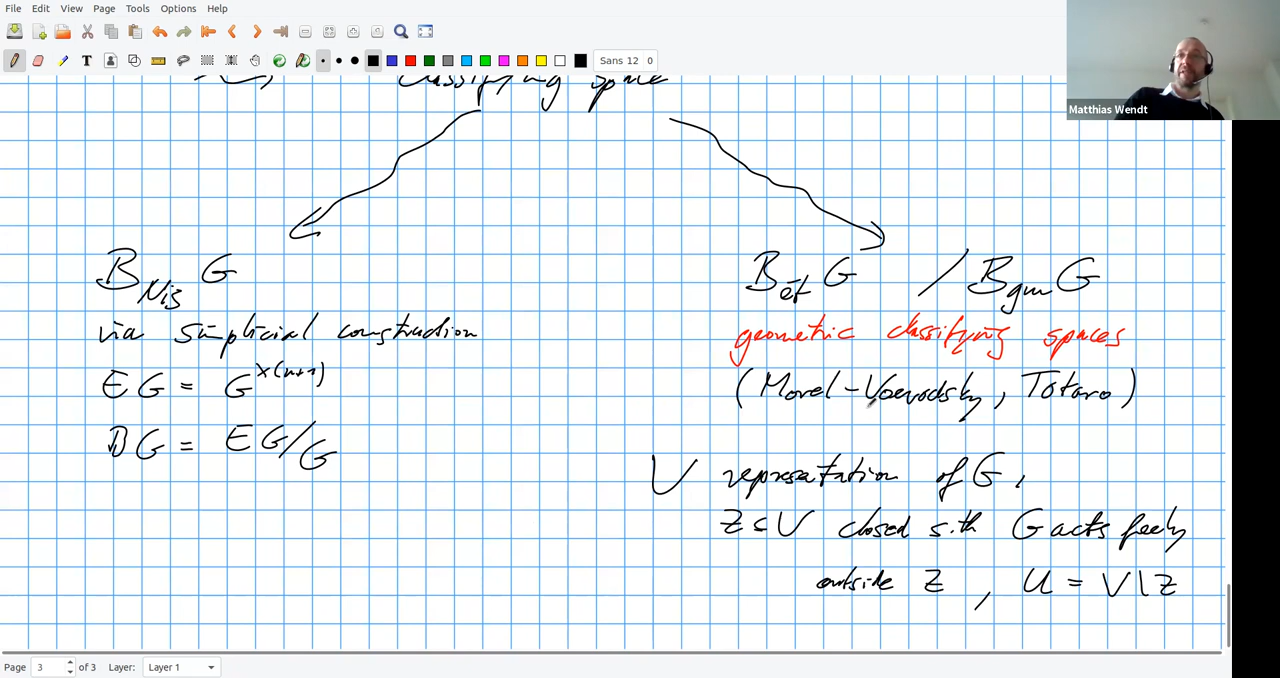 File Edit View Page Tools Options Help
Sans 12 0
Matthias Wendt
classifying space
B_Nis G
via simplicial construction
EG = G^×(n+1)
BG = EG/G
B_et G / B_gm G
geometric classifying spaces
(Morel-Voevodsky, Totaro)
V representation of G,
Z ⊂ V closed s.th G acts freely
outside Z, U = V \ Z
Page 3 of 3 Layer: Layer 1